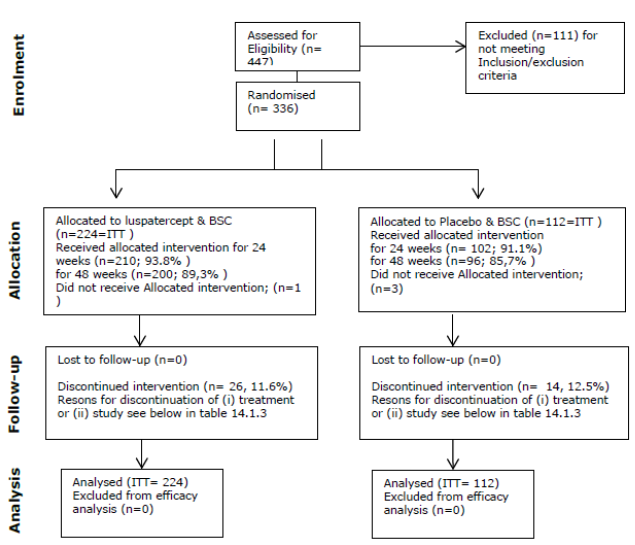 Enrolment
Assessed for
Eligibility (n=
447)
Excluded (n=111) for
not meeting
Inclusion/exclusion
criteria
Randomised
(n= 336)
Allocation
Allocated to luspatercept & BSC
(n=224=ITT )
Received allocated intervention for 24
weeks (n=210; 93.8% )
for 48 weeks (n=200; 89,3% )
Did not receive Allocated intervention; (n=1
)
Allocated to Placebo & BSC (n=112=ITT )
Received allocated intervention
for 24 weeks (n= 102; 91.1%)
for 48 weeks (n=96; 85,7% )
Did not receive Allocated intervention;
(n=3)
Follow-up
Lost to follow-up (n=0)
Discontinued intervention (n= 26, 11.6%)
Resons for discontinuation of (i) treatment
or (ii) study see below in table 14.1.3
Lost to follow-up (n=0)
Discontinued intervention (n=  14, 12.5%)
Resons for discontinuation of (i) treatment
or (ii) study see below in table 14.1.3
Analysis
Analysed (ITT= 224)
Excluded from efficacy
analysis (n=0)
Analysed (ITT= 112)
Excluded from efficacy
analysis (n=0)